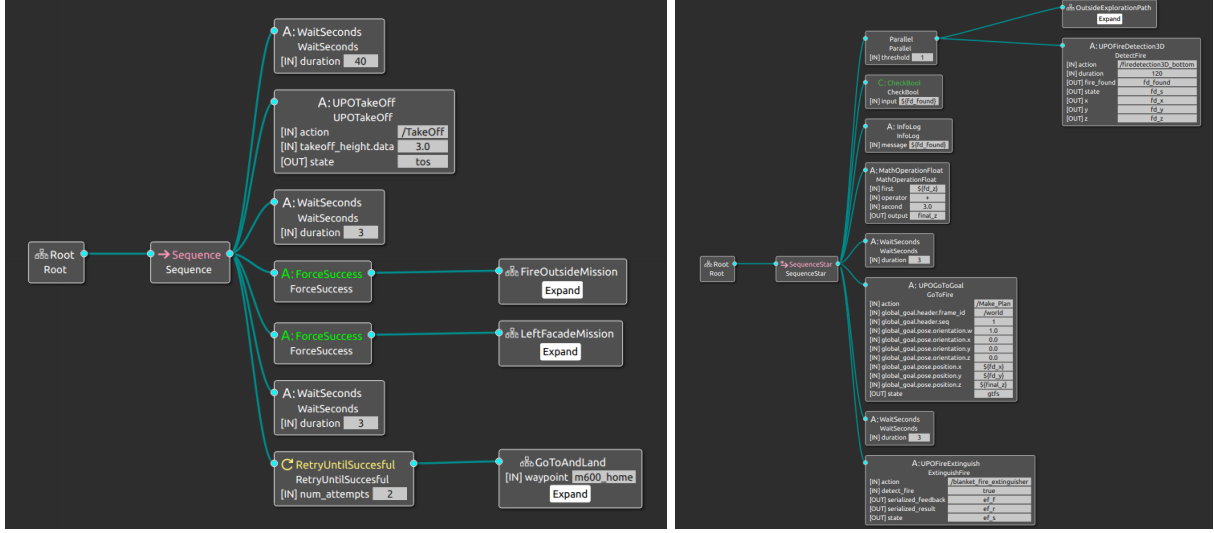 Root
Root
Sequence
Sequence
A: WaitSeconds
WaitSeconds
[IN] duration 40
A: UPOTakeOff
UPOTakeOff
[IN] action /TakeOff
[IN] takeoff_height.data 3.0
[OUT] state tos
A: WaitSeconds
WaitSeconds
[IN] duration 3
A: ForceSuccess
ForceSuccess
FireOutsideMission
Expand
A: ForceSuccess
ForceSuccess
LeftFacadeMission
Expand
A: WaitSeconds
WaitSeconds
[IN] duration 3
RetryUntilSuccesful
RetryUntilSuccesful
[IN] num_attempts 2
GoToAndLand
[IN] waypoint m600_home
Expand
Root
Root
SequenceStar
SequenceStar
Parallel
Parallel
[IN] threshold 1
OutsideExplorationPath
Expand
A: UPOFireDetection3D
DetectFire
[IN] action /firedetection3D_bottom
[IN] duration 120
[OUT] fire_found fd_found
[OUT] state fd_s
[OUT] x fd_x
[OUT] y fd_y
[OUT] z fd_z
C: CheckBool
CheckBool
[IN] input ${fd_found}
A: InfoLog
InfoLog
[IN] message ${fd_found}
A: MathOperationFloat
MathOperationFloat
[IN] first ${fd_z}
[IN] operator +
[IN] second 3.0
[OUT] output final_z
A: WaitSeconds
WaitSeconds
[IN] duration 3
A: UPOGoToGoal
GoToFire
[IN] action /Make_Plan
[IN] global_goal.header.frame_id /world
[IN] global_goal.header.seq 1
[IN] global_goal.pose.orientation.w 1.0
[IN] global_goal.pose.orientation.x 0.0
[IN] global_goal.pose.orientation.y 0.0
[IN] global_goal.pose.orientation.z 0.0
[IN] global_goal.pose.position.x ${fd_x}
[IN] global_goal.pose.position.y ${fd_y}
[IN] global_goal.pose.position.z ${final_z}
[OUT] state gtfs
A: WaitSeconds
WaitSeconds
[IN] duration 3
A: UPOFireExtinguish
ExtinguishFire
[IN] action /blanket_fire_extinguisher
[IN] detect_fire true
[OUT] serialized_feedback ef_f
[OUT] serialized_result ef_r
[OUT] state ef_s